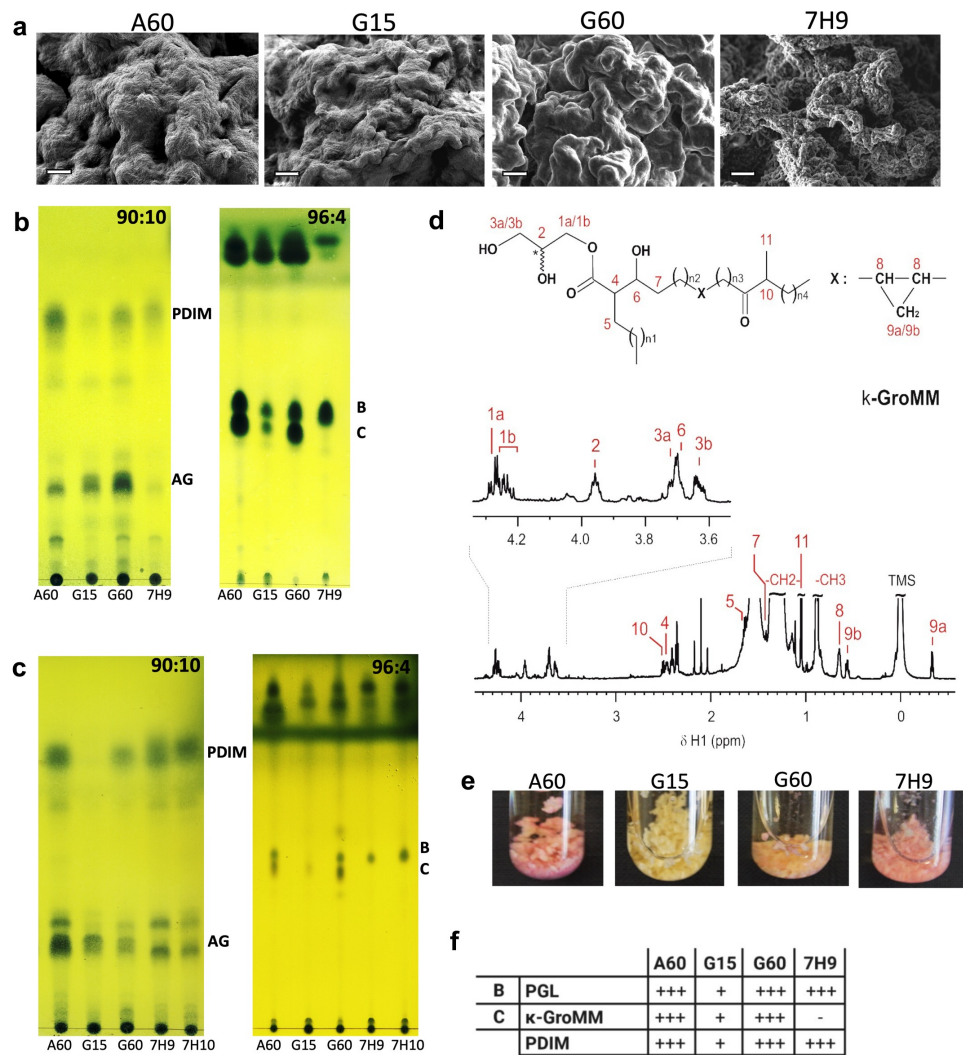 a
A60 G15 G60 7H9
b
90:10 96:4
PDIM
AG
B
C
A60 G15 G60 7H9
A60 G15 G60 7H9
c
90:10 96:4
PDIM
AG
B
C
A60 G15 G60 7H9 7H10
A60 G15 G60 7H9 7H10
d
3a/3b 2 1a/1b
HO O OH 11
* OH
4 6 7 ( )n2 X ( )n3 10 ( )n4
O O
5 ( )n1
X : 8 8
CH CH
CH2
9a/9b
k-GroMM
1a 1b 2 3a 6 3b
4.2 4.0 3.8 3.6
7 -CH2- 11 -CH3 TMS
10 4 5 8 9b 9a
4 3 2 1 0
δ H1 (ppm)
e
A60 G15 G60 7H9
f
A60 G15 G60 7H9
B PGL +++ + +++ +++
C κ-GroMM +++ + +++ -
PDIM +++ + +++ +++